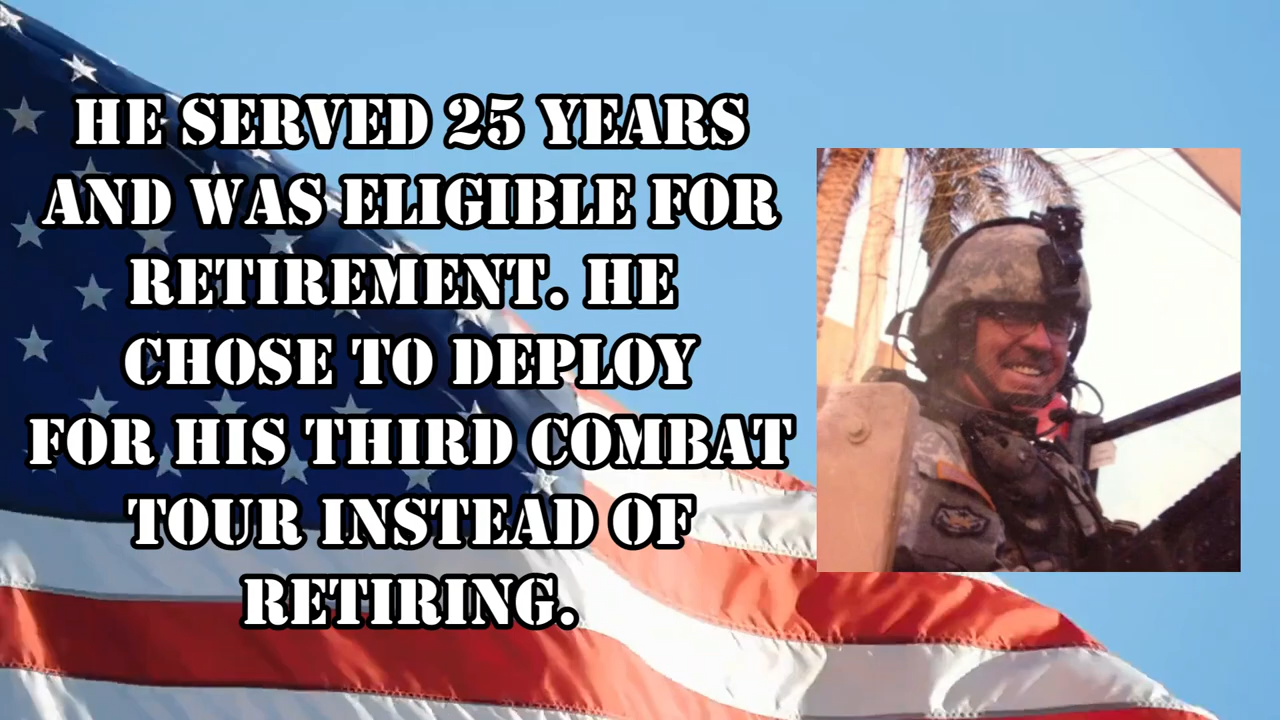 HE SERVED 25 YEARS
AND WAS ELIGIBLE FOR
RETIREMENT. HE
CHOSE TO DEPLOY
FOR HIS THIRD COMBAT
TOUR INSTEAD OF
RETIRING.